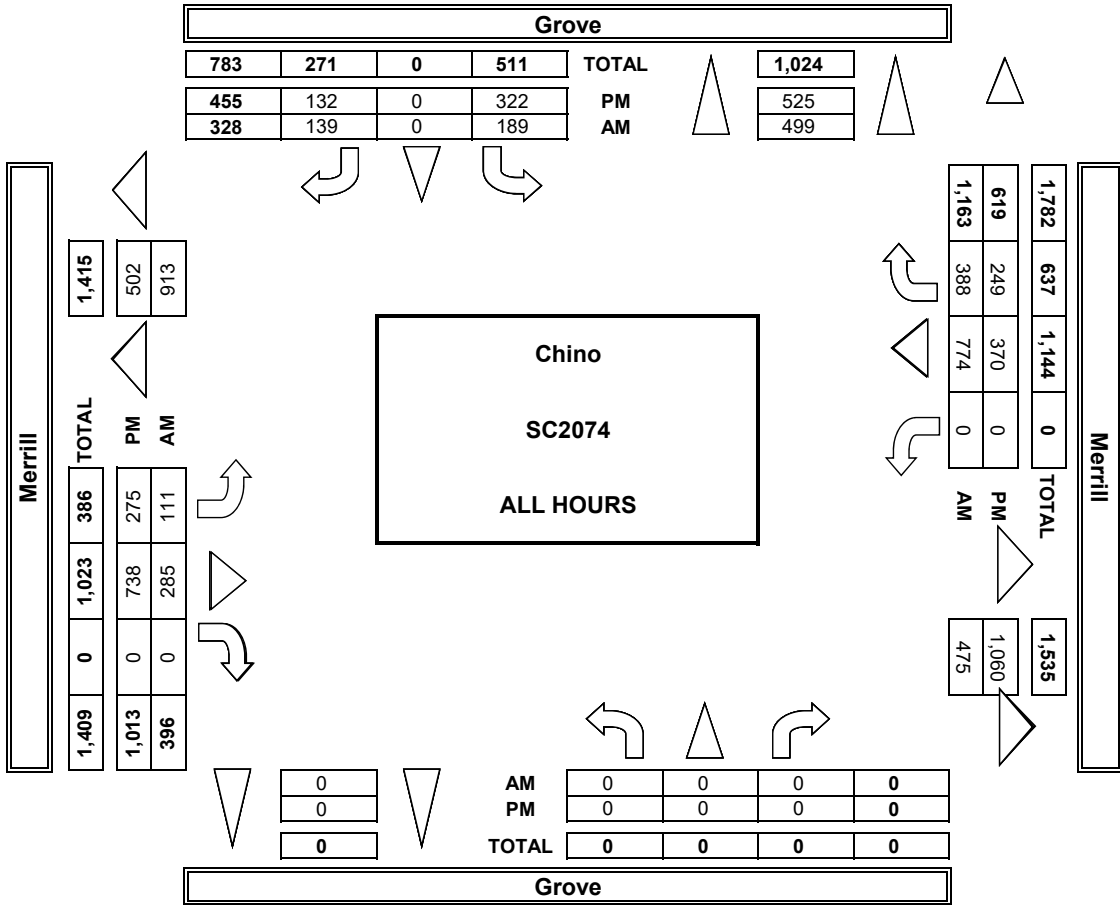 Grove
783 271 0 511 TOTAL 1,024
455 132 0 322 PM 525
328 139 0 189 AM 499
Merrill
1,415
502
913
TOTAL
PM
AM
386 1,023 0 1,409
275 738 0 1,013
111 285 0 396
Chino
SC2074
ALL HOURS
1,782 637 1,144 0 TOTAL
619 249 370 0 PM
1,163 388 774 0 AM
1,535
1,060
475
Merrill
0 AM 0 0 0 0
0 PM 0 0 0 0
0 TOTAL 0 0 0 0
Grove